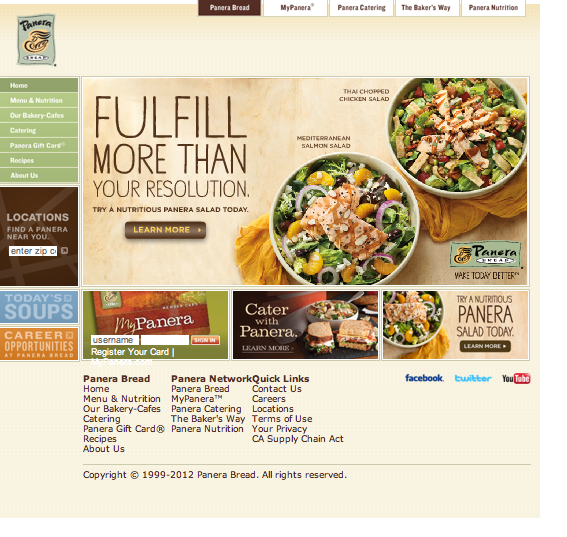 Panera Bread
MyPanera®
Panera Catering
The Baker's Way
Panera Nutrition
Panera
BREAD
Home
Menu & Nutrition
Our Bakery-Cafes
Catering
Panera Gift Card®
Recipes
About Us
LOCATIONS
FIND A PANERA
NEAR YOU.
enter zip
FULFILL
MORE THAN
YOUR RESOLUTION.
TRY A NUTRITIOUS PANERA SALAD TODAY.
LEARN MORE
THAI CHOPPED
CHICKEN SALAD
MEDITERRANEAN
SALMON SALAD
Panera
BREAD
MAKE TODAY BETTER™
TODAY'S
SOUPS
CAREER
OPPORTUNITIES
AT PANERA BREAD
MEMBER CARD
MyPanera
username
SIGN IN
Register Your Card |
Cater
with
Panera.
LEARN MORE
TRY A NUTRITIOUS
PANERA
SALAD TODAY.
LEARN MORE
Panera Bread
Home
Menu & Nutrition
Our Bakery-Cafes
Catering
Panera Gift Card®
Recipes
About Us
Panera Network
Panera Bread
MyPanera™
Panera Catering
The Baker's Way
Panera Nutrition
Quick Links
Contact Us
Careers
Locations
Terms of Use
Your Privacy
CA Supply Chain Act
facebook.
twitter
YouTube
Copyright © 1999-2012 Panera Bread. All rights reserved.